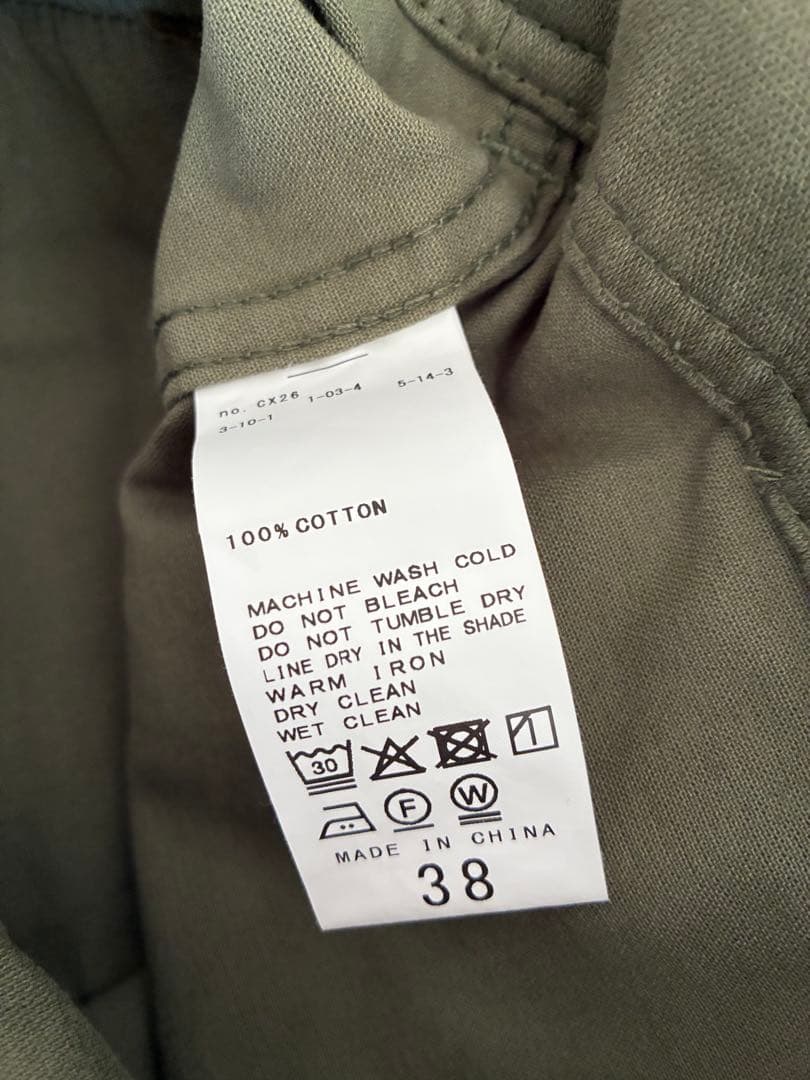 no. CX26 1-03-4 5-14-3
3-10-1
100% COTTON
MACHINE WASH COLD
DO NOT BLEACH
DO NOT TUMBLE DRY
LINE DRY IN THE SHADE
WARM IRON
DRY CLEAN
WET CLEAN
30
F W
MADE IN CHINA
38